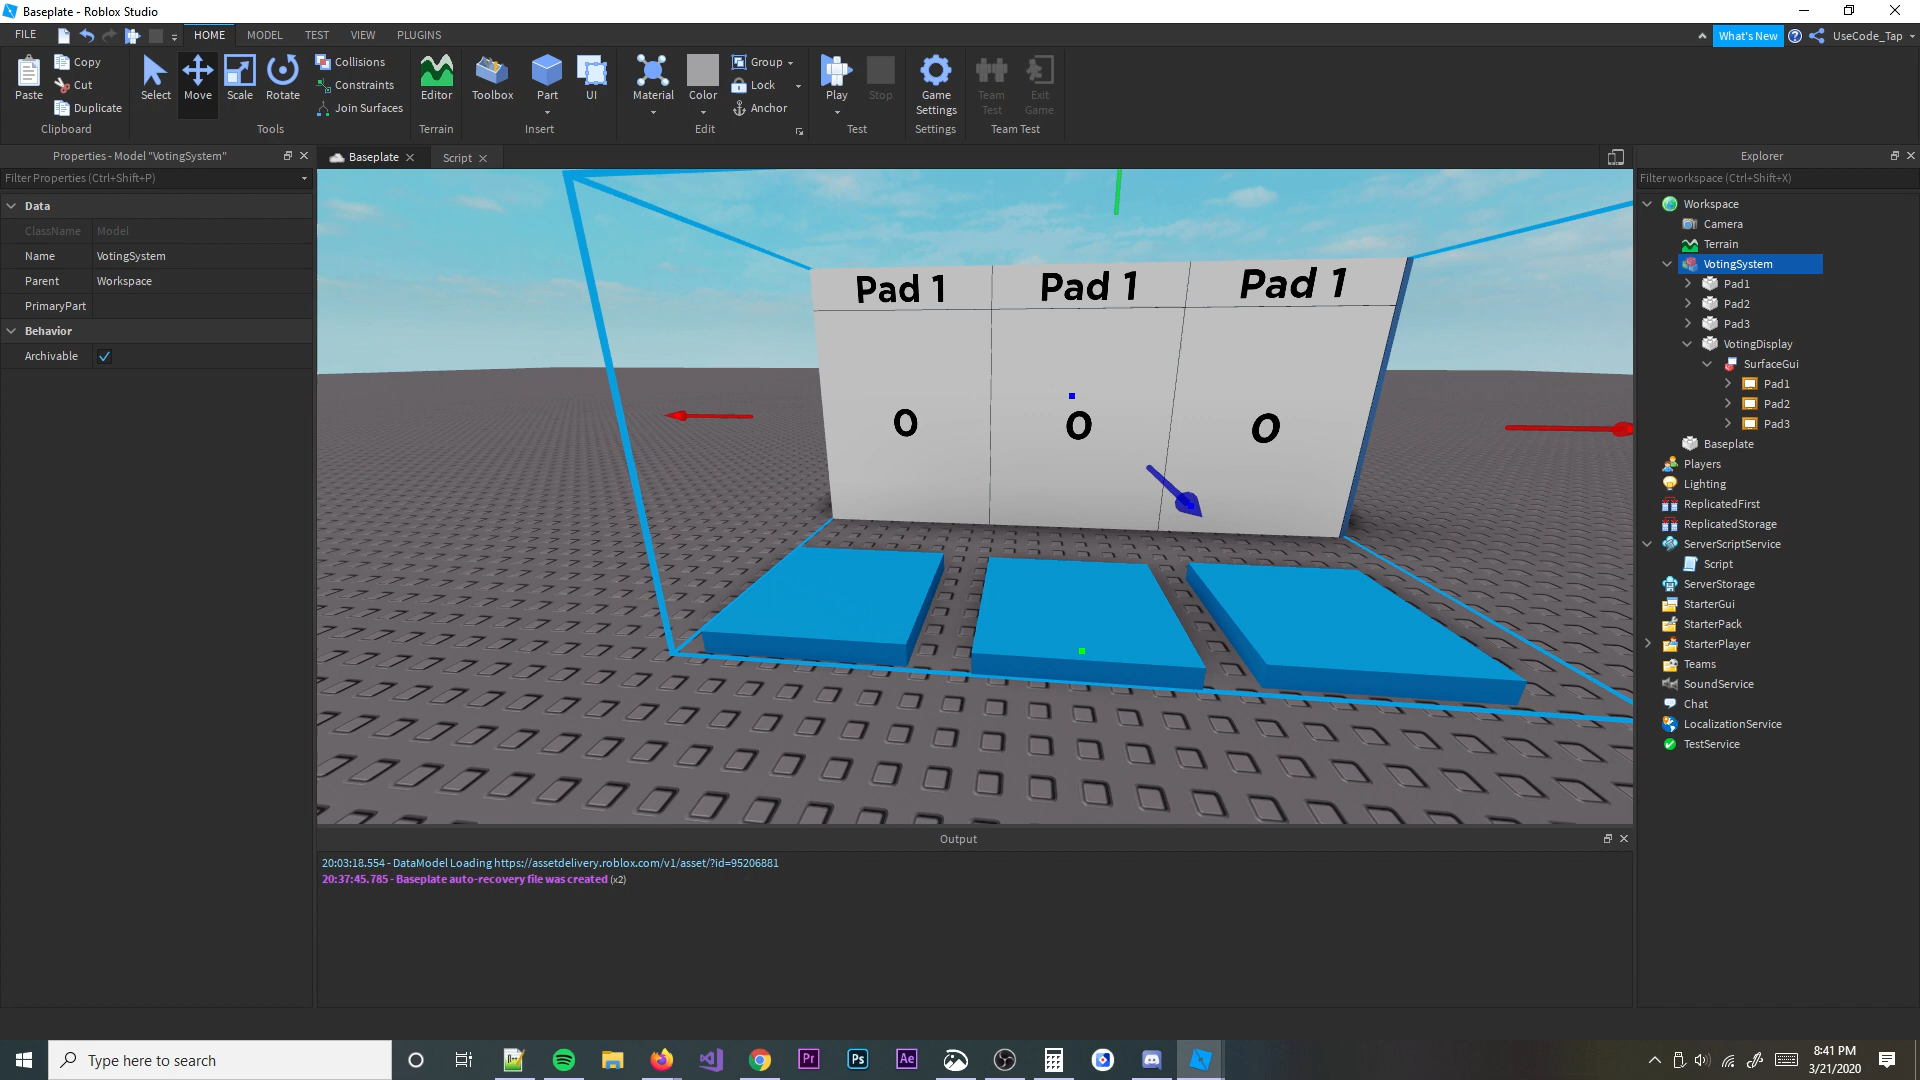 Baseplate - Roblox Studio
FILE HOME MODEL TEST VIEW PLUGINS What's New UseCode_Tap
Paste Copy Cut Duplicate Clipboard
Select Move Scale Rotate Collisions Constraints Join Surfaces Tools
Editor Terrain
Toolbox Part UI Insert
Material Color Group Lock Anchor Edit
Play Stop Test
Game Settings Settings
Team Test Exit Game Team Test
Properties - Model "VotingSystem"
Filter Properties (Ctrl+Shift+P)
Data
ClassName Model
Name VotingSystem
Parent Workspace
PrimaryPart
Behavior
Archivable
Baseplate Script
Pad 1 Pad 1 Pad 1
0 0 0
Output
20:03:18.554 - DataModel Loading https://assetdelivery.roblox.com/v1/asset/?id=95206881
20:37:45.785 - Baseplate auto-recovery file was created (x2)
Explorer
Filter workspace (Ctrl+Shift+X)
Workspace
Camera
Terrain
VotingSystem
Pad1
Pad2
Pad3
VotingDisplay
SurfaceGui
Pad1
Pad2
Pad3
Baseplate
Players
Lighting
ReplicatedFirst
ReplicatedStorage
ServerScriptService
Script
ServerStorage
StarterGui
StarterPack
StarterPlayer
Teams
SoundService
Chat
LocalizationService
TestService
Type here to search
Pr Ps Ae
8:41 PM
3/21/2020